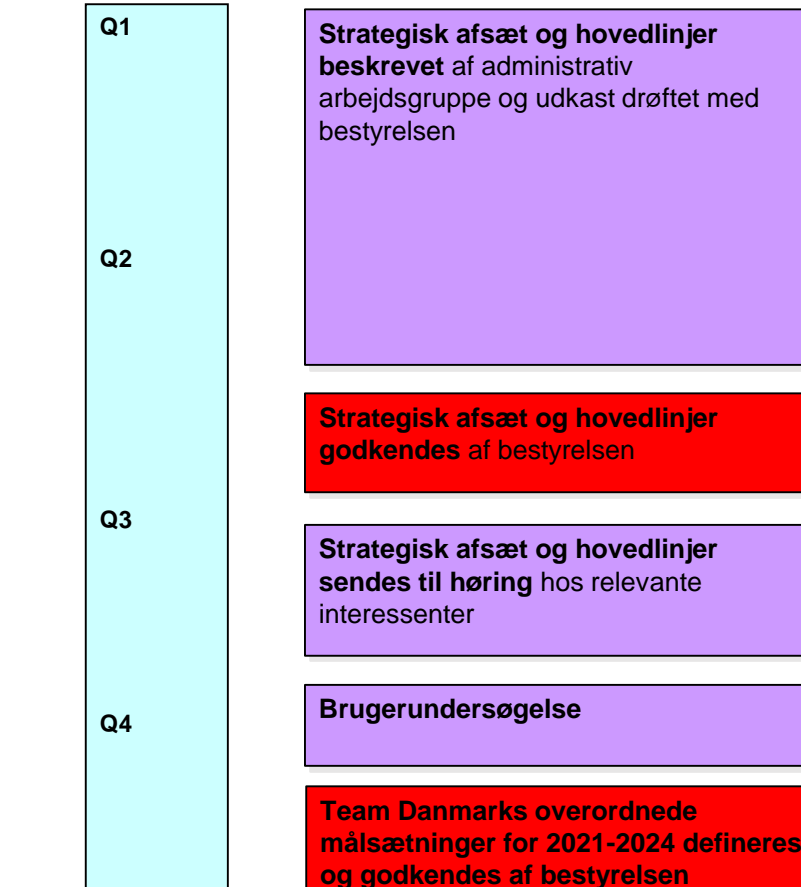 Q1
Strategisk afsæt og hovedlinjer
beskrevet af administrativ
arbejdsgruppe og udkast drøftet med
bestyrelsen
Q2
Strategisk afsæt og hovedlinjer
godkendes af bestyrelsen
Q3
Strategisk afsæt og hovedlinjer
sendes til høring hos relevante
interessenter
Q4
Brugerundersøgelse
Team Danmarks overordnede
målsætninger for 2021-2024 defineres
og godkendes af bestyrelsen